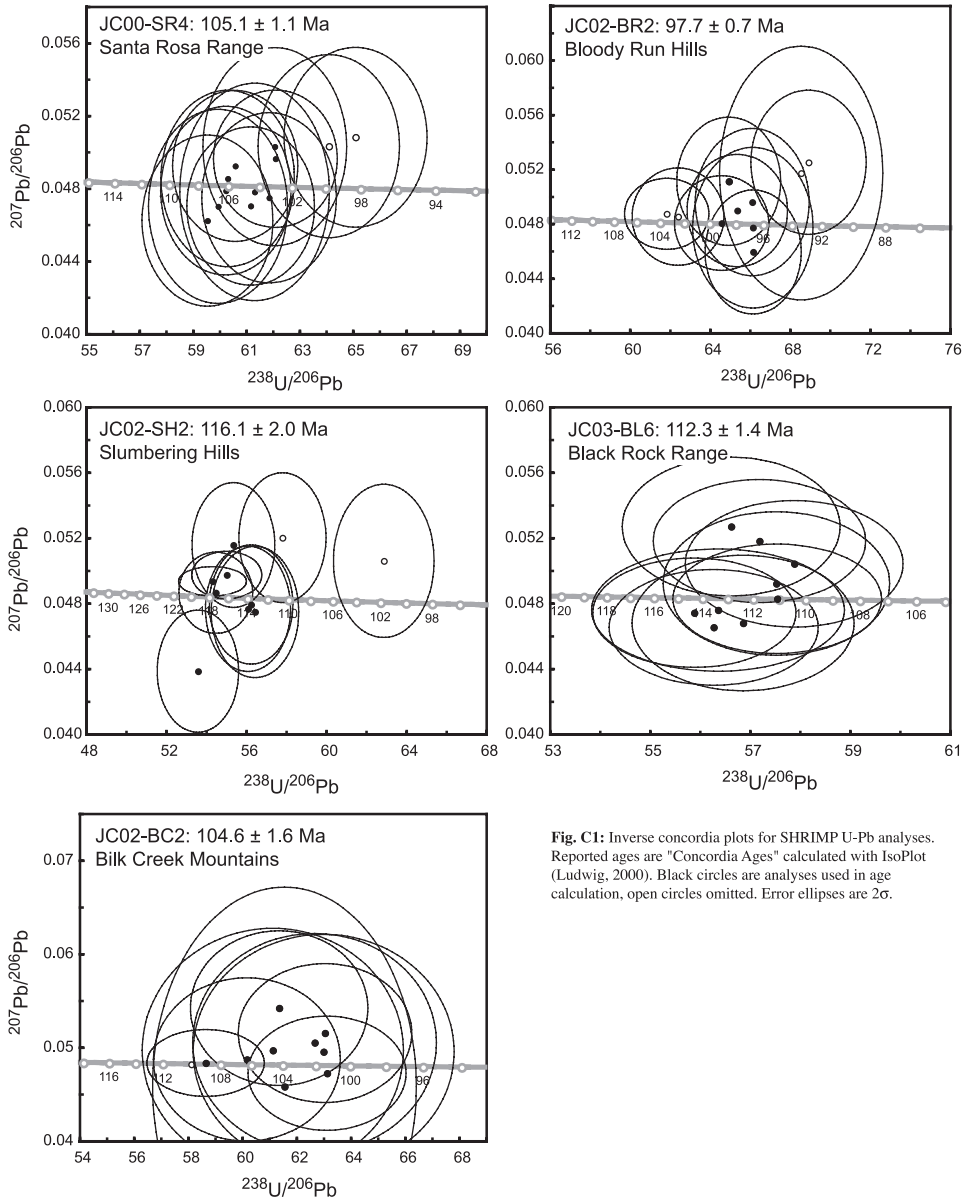 JC00-SR4: 105.1 ± 1.1 Ma
Santa Rosa Range
0.056
0.052
0.048
0.044
0.040
207Pb/206Pb
114
110
106
102
98
94
55 57 59 61 63 65 67 69
238U/206Pb
JC02-BR2: 97.7 ± 0.7 Ma
Bloody Run Hills
0.060
0.056
0.052
0.048
0.044
0.040
112
108
104
100
96
92
88
56 60 64 68 72 76
238U/206Pb
JC02-SH2: 116.1 ± 2.0 Ma
Slumbering Hills
0.060
0.056
0.052
0.048
0.044
0.040
207Pb/206Pb
130
126
122
118
114
110
106
102
98
48 52 56 60 64 68
238U/206Pb
JC03-BL6: 112.3 ± 1.4 Ma
Black Rock Range
0.060
0.056
0.052
0.048
0.044
0.040
120
118
116
114
112
110
108
106
53 55 57 59 61
238U/206Pb
JC02-BC2: 104.6 ± 1.6 Ma
Bilk Creek Mountains
0.07
0.06
0.05
0.04
207Pb/206Pb
116
112
108
104
100
96
54 56 58 60 62 64 66 68
238U/206Pb
Fig. C1: Inverse concordia plots for SHRIMP U-Pb analyses.
Reported ages are "Concordia Ages" calculated with IsoPlot
(Ludwig, 2000). Black circles are analyses used in age
calculation, open circles omitted. Error ellipses are 2σ.